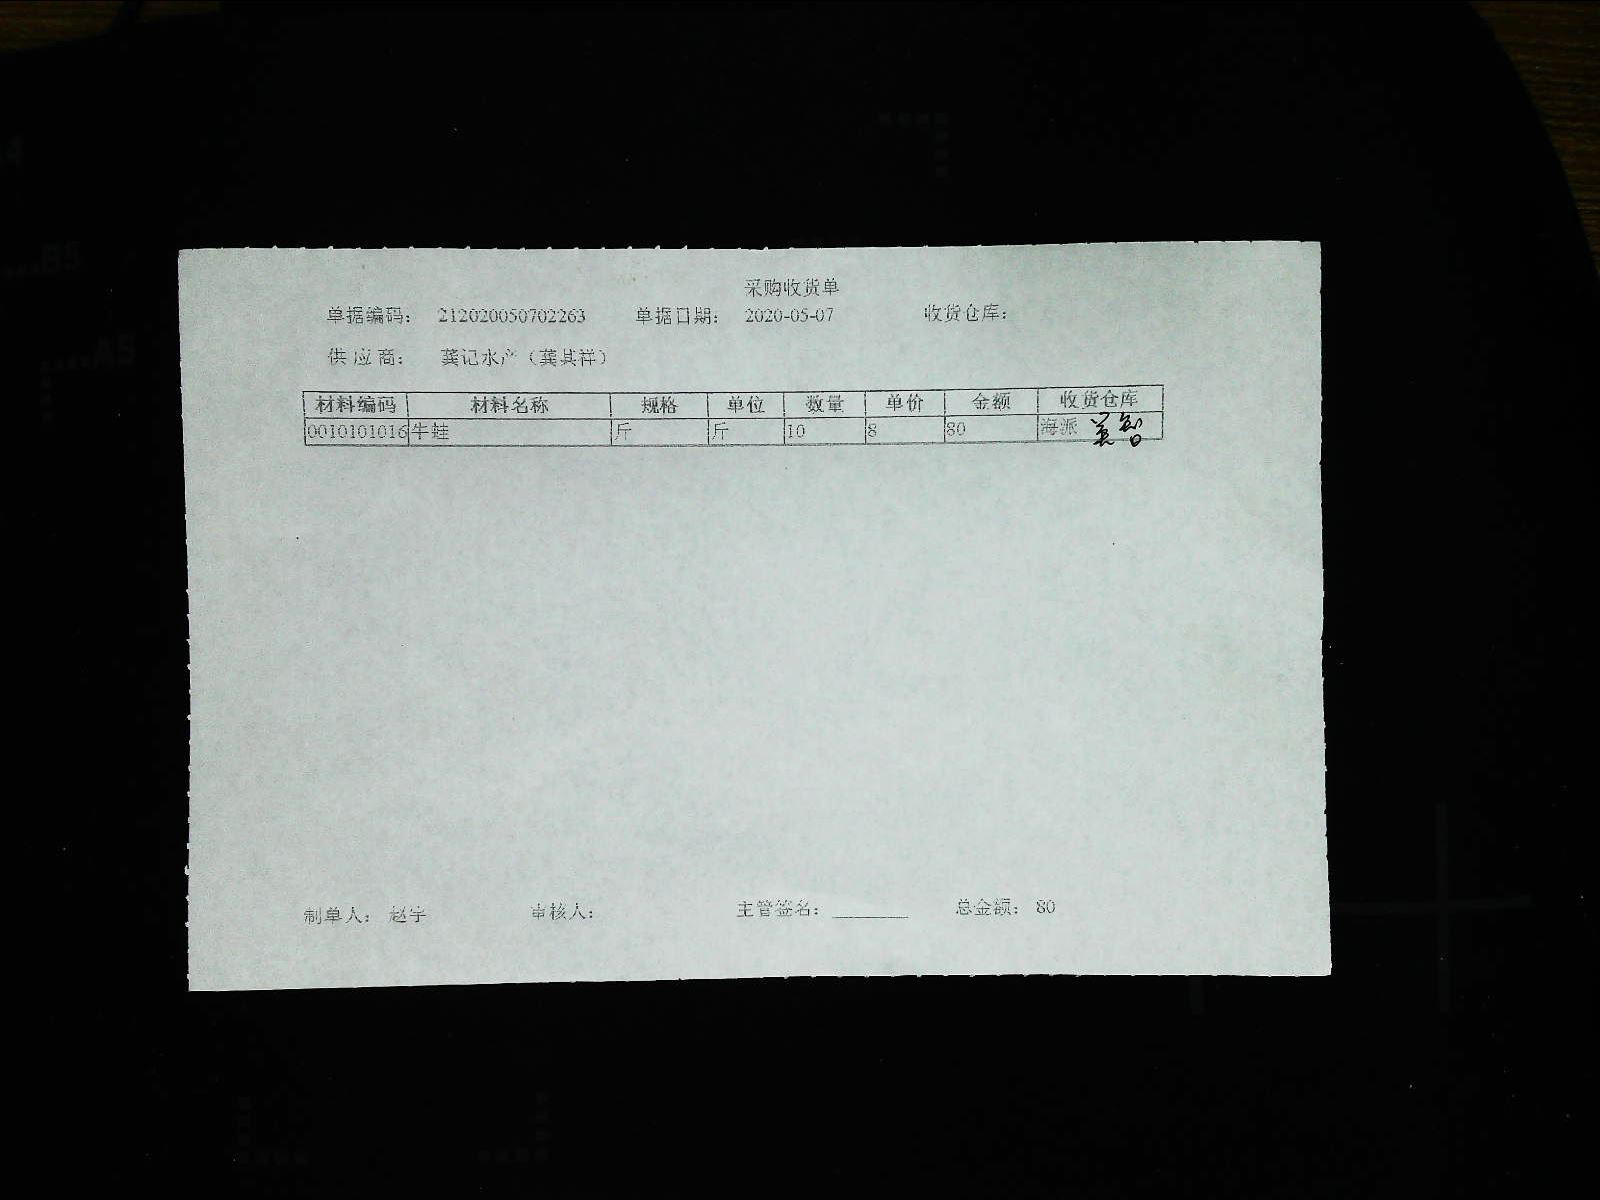 采购收货单
单据编码： 212020050702263 单据日期： 2020-05-07 收货仓库：
供应商： 龚记水产（龚其祥）
材料编码 材料名称 规格 单位 数量 单价 金额 收货仓库
0010101016 牛蛙 斤 斤 10 8 80 海派
制单人： 赵宇 审核人： 主管签名： 总金额： 80
A5
B5